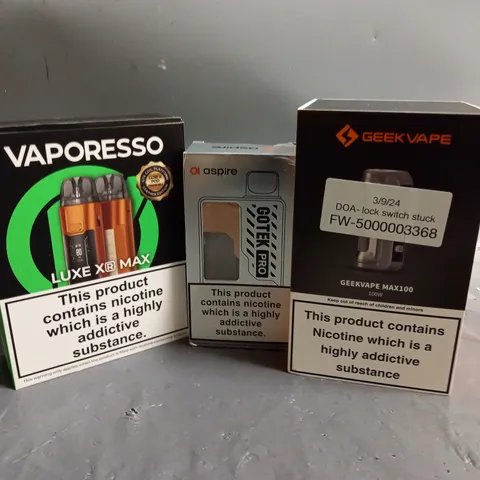 VAPORESSO
LUXE XR MAX
This product
contains nicotine
which is a highly
addictive
substance.
aspire
aspire
GOTEK PRO
This product
contains nicotine
which is a highly
addictive
substance.
GEEKVAPE
3/9/24
DOA- lock switch stuck
FW-5000003368
GEEKVAPE MAX100
100W
Keep out of reach of children and minors
This product contains
Nicotine which is a
highly addictive
substance.